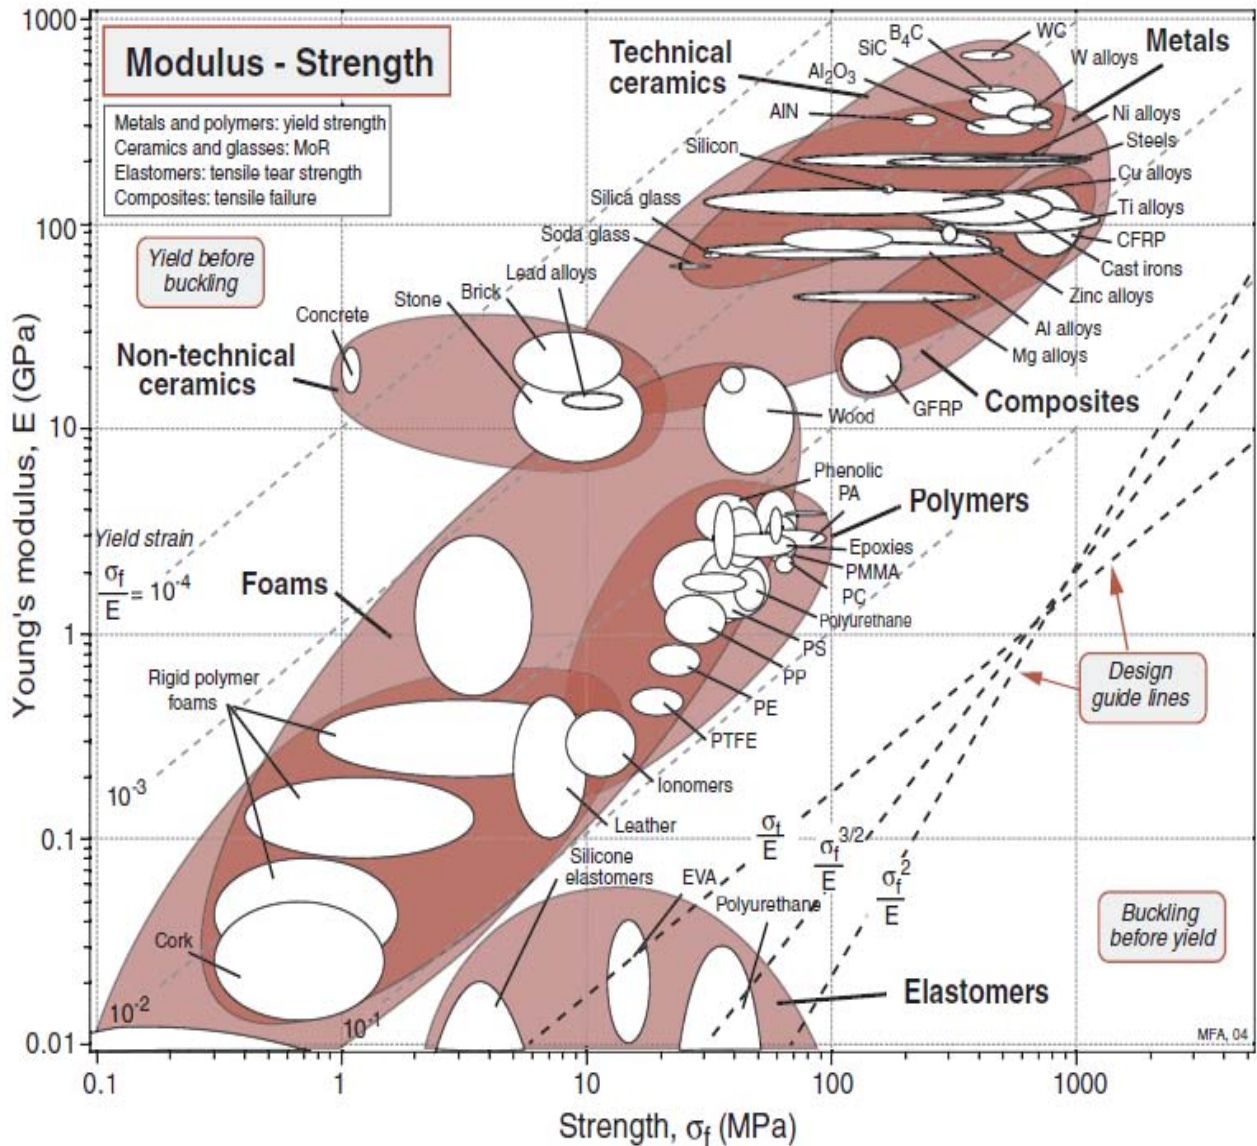 Modulus - Strength
Metals and polymers: yield strength
Ceramics and glasses: MoR
Elastomers: tensile tear strength
Composites: tensile failure
Technical
ceramics
Metals
B4C
SiC
WC
Al2O3
W alloys
AlN
Ni alloys
Silicon
Steels
Cu alloys
Silica glass
Ti alloys
Soda glass
CFRP
Cast irons
Zinc alloys
Al alloys
Mg alloys
Yield before
buckling
Lead alloys
Brick
Stone
Concrete
Non-technical
ceramics
GFRP
Composites
Wood
Phenolic
PA
Polymers
Epoxies
PMMA
PC
Polyurethane
PS
PP
PE
PTFE
Ionomers
Leather
Yield strain
σf/E = 10-4
Foams
Rigid polymer
foams
Design
guide lines
10-3
σf/E
σf3/2/E
σf2/E
Silicone
elastomers
EVA
Polyurethane
Buckling
before yield
Cork
Elastomers
10-2
10-1
MFA, 04
1000
100
10
1
0.1
0.01
Young's modulus, E (GPa)
0.1 1 10 100 1000
Strength, σf (MPa)